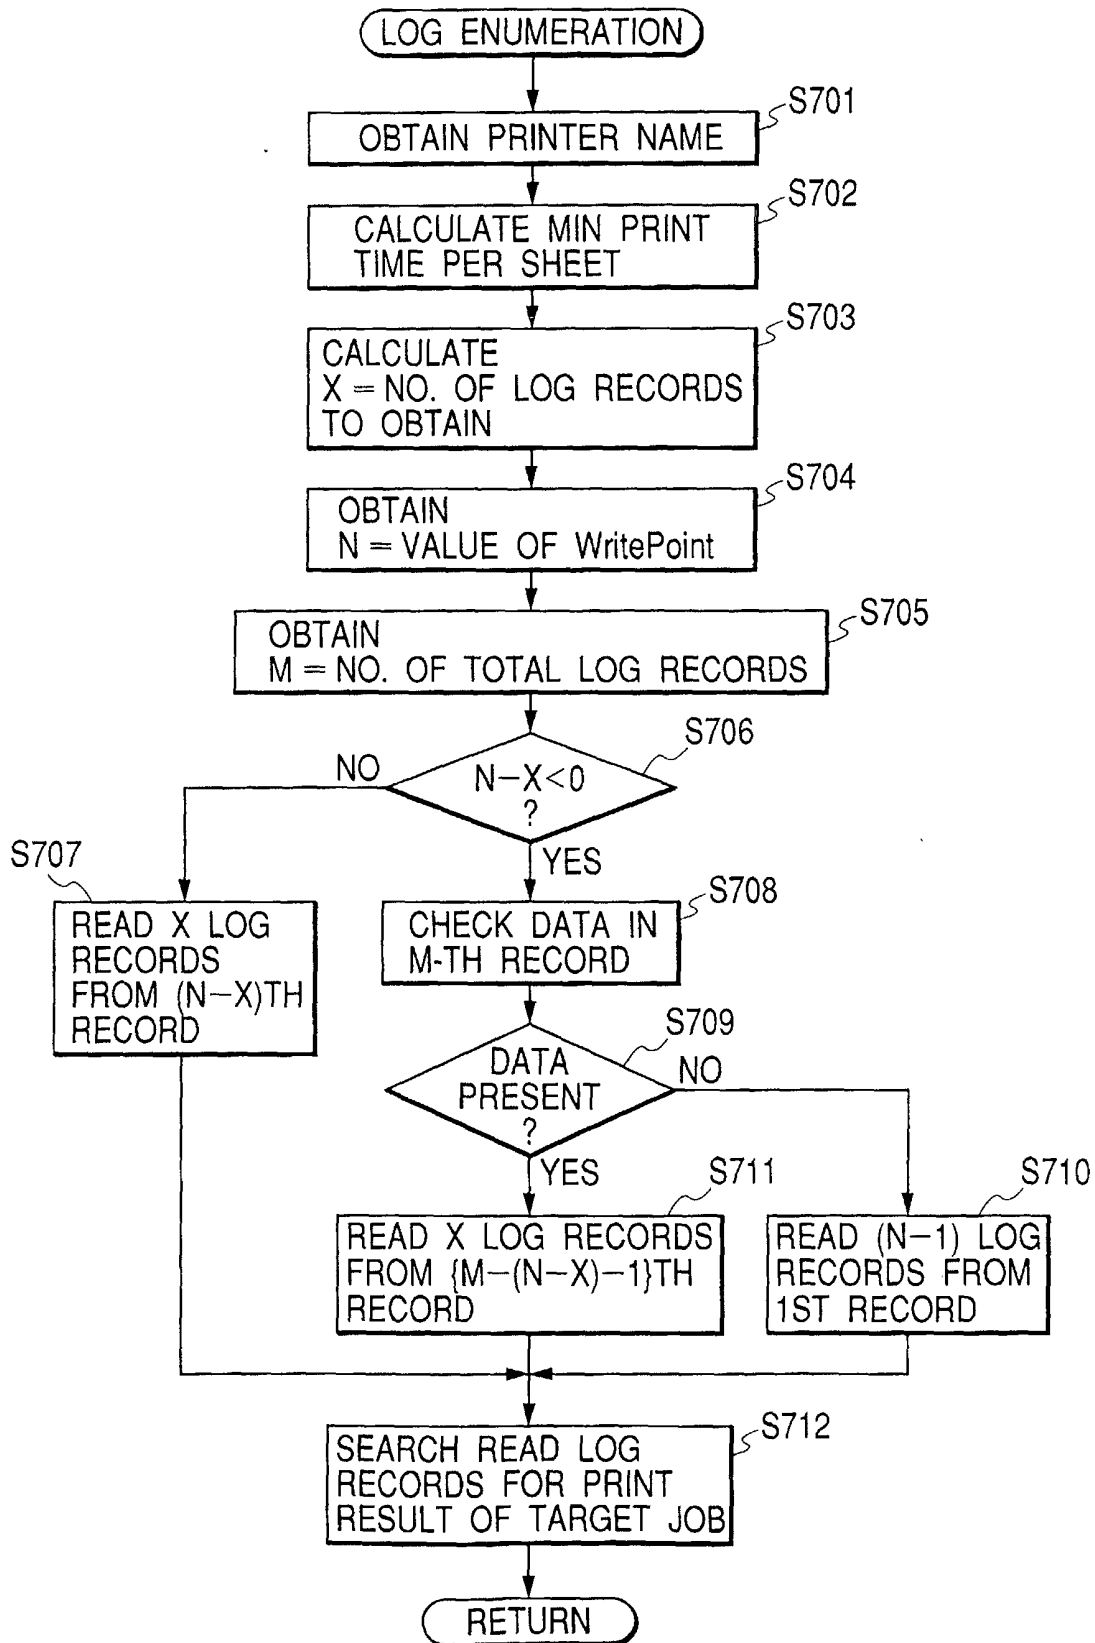 LOG ENUMERATION
S701
OBTAIN PRINTER NAME
S702
CALCULATE MIN PRINT
TIME PER SHEET
S703
CALCULATE
X = NO. OF LOG RECORDS
TO OBTAIN
S704
OBTAIN
N = VALUE OF WritePoint
S705
OBTAIN
M = NO. OF TOTAL LOG RECORDS
S706
NO
N−X<0
?
YES
S707
READ X LOG
RECORDS
FROM (N−X)TH
RECORD
S708
CHECK DATA IN
M-TH RECORD
S709
DATA
PRESENT
?
NO
YES
S711
READ X LOG RECORDS
FROM {M−(N−X)−1}TH
RECORD
S710
READ (N−1) LOG
RECORDS FROM
1ST RECORD
S712
SEARCH READ LOG
RECORDS FOR PRINT
RESULT OF TARGET JOB
RETURN